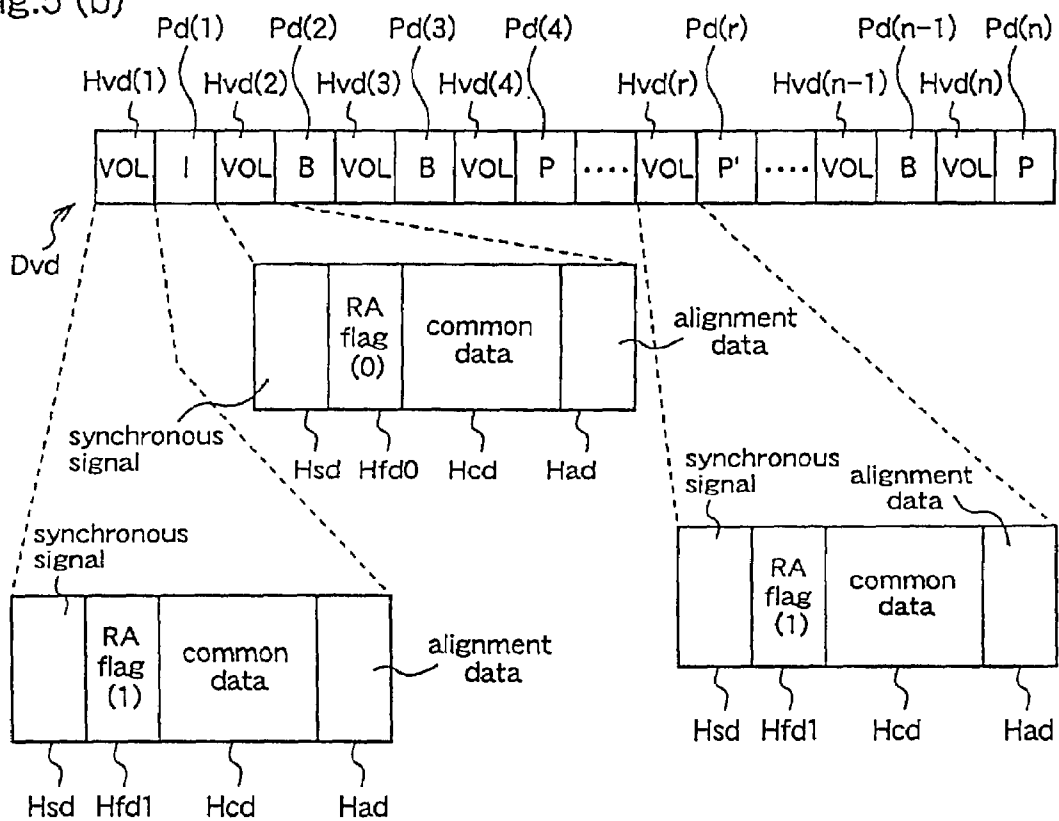 Fig.5 (b)
Pd(1) Pd(2) Pd(3) Pd(4) Pd(r) Pd(n-1) Pd(n)
Hvd(1) Hvd(2) Hvd(3) Hvd(4) Hvd(r) Hvd(n-1) Hvd(n)
VOL I VOL B VOL B VOL P ···· VOL P' ···· VOL B VOL P
Dvd
RA
flag
(0)
common
data
alignment
data
synchronous
signal
Hsd Hfd0 Hcd Had
synchronous
signal
alignment
data
RA
flag
(1)
common
data
Hsd Hfd1 Hcd Had
synchronous
signal
RA
flag
(1)
common
data
alignment
data
Hsd Hfd1 Hcd Had